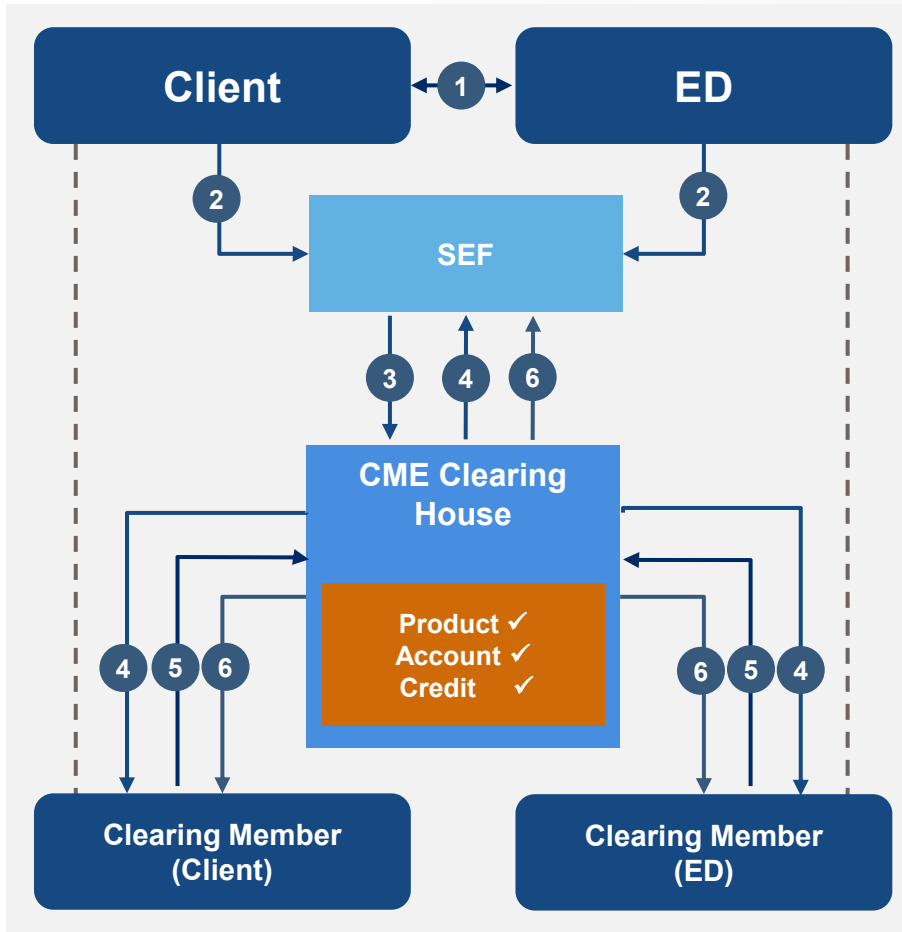 Client
1
ED
2
2
SEF
3
4
6
CME Clearing
House
Product ✓
Account ✓
Credit ✓
4
5
6
6
5
4
Clearing Member
(Client)
Clearing Member
(ED)